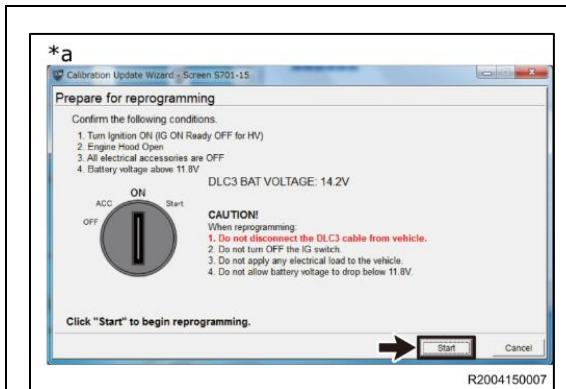 *a
Calibration Update Wizard - Screen S701-15
Prepare for reprogramming
Confirm the following conditions.
1. Turn Ignition ON (IG ON Ready OFF for HV)
2. Engine Hood Open
3. All electrical accessories are OFF
4. Battery voltage above 11.8V
DLC3 BAT VOLTAGE: 14.2V
ON
ACC
Start
OFF
CAUTION!
When reprogramming:
1. Do not disconnect the DLC3 cable from vehicle.
2. Do not turn OFF the IG switch.
3. Do not apply any electrical load to the vehicle.
4. Do not allow battery voltage to drop below 11.8V.
Click "Start" to begin reprogramming.
Start
Cancel
R2004150007